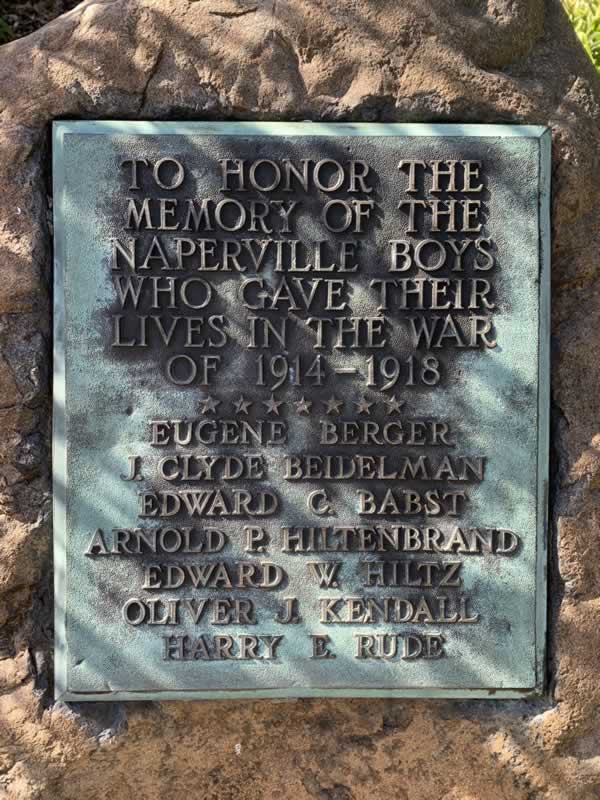 TO HONOR THE
MEMORY OF THE
NAPERVILLE BOYS
WHO GAVE THEIR
LIVES IN THE WAR
OF 1914–1918
★★★★★★★
EUGENE BERGER
J. CLYDE BEIDELMAN
EDWARD C. BABST
ARNOLD P. HILTENBRAND
EDWARD W. HILTZ
OLIVER J. KENDALL
HARRY E. RUDE